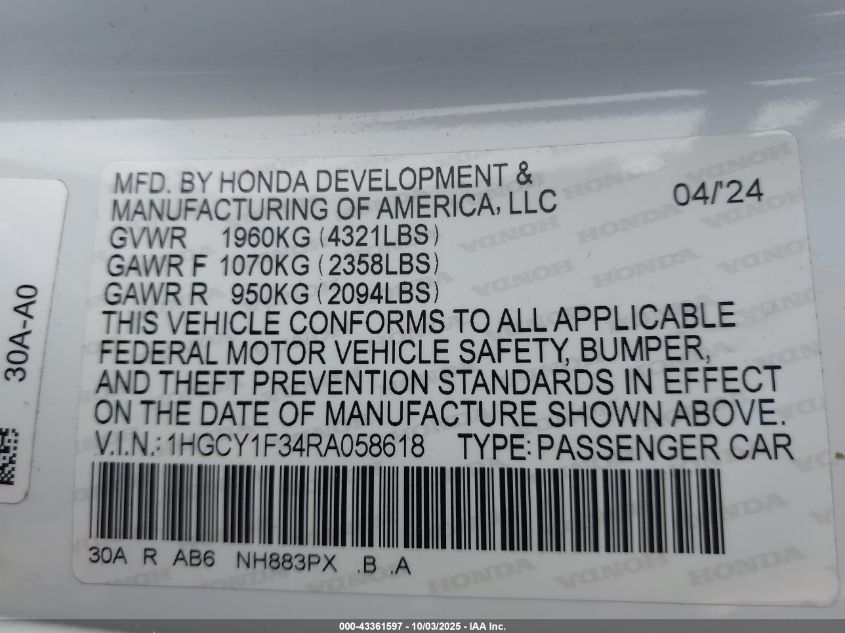 MFD. BY HONDA DEVELOPMENT &
MANUFACTURING OF AMERICA, LLC 04/'24
GVWR 1960KG (4321LBS)
GAWR F 1070KG (2358LBS)
GAWR R 950KG (2094LBS)
THIS VEHICLE CONFORMS TO ALL APPLICABLE
FEDERAL MOTOR VEHICLE SAFETY, BUMPER,
AND THEFT PREVENTION STANDARDS IN EFFECT
ON THE DATE OF MANUFACTURE SHOWN ABOVE.
V.I.N.: 1HGCY1F34RA058618 TYPE: PASSENGER CAR
30A R AB6 NH883PX .B .A
30A-A0
000-43361597 - 10/03/2025 - IAA Inc.